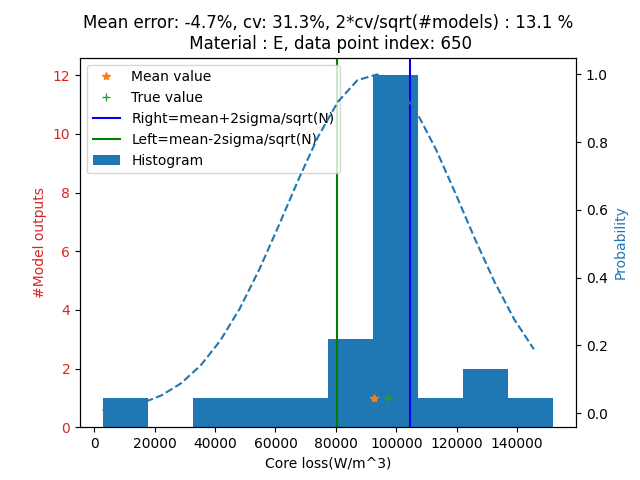 Mean error: -4.7%, cv: 31.3%, 2*cv/sqrt(#models) : 13.1 %
Material : E, data point index: 650
Mean value
True value
Right=mean+2sigma/sqrt(N)
Left=mean-2sigma/sqrt(N)
Histogram
#Model outputs
12
10
8
6
4
2
0
1.0
0.8
0.6
0.4
0.2
0.0
Probability
0 20000 40000 60000 80000 100000 120000 140000
Core loss(W/m^3)